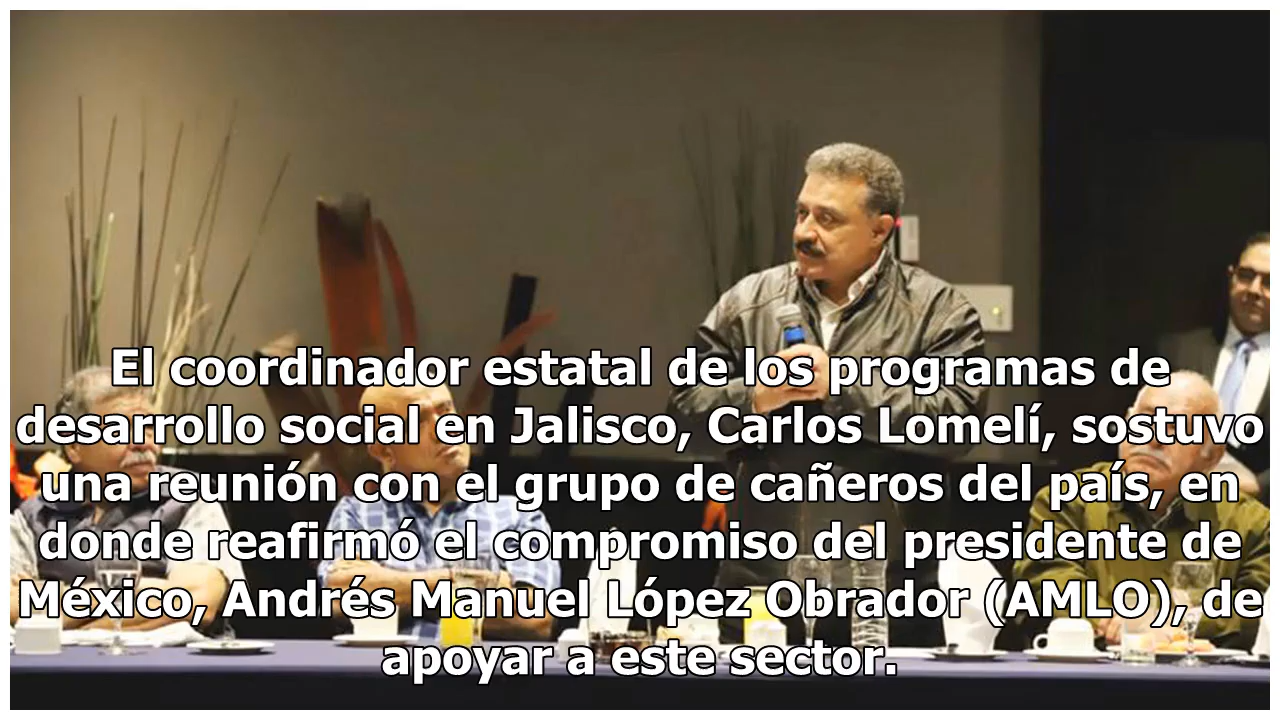 El coordinador estatal de los programas de
desarrollo social en Jalisco, Carlos Lomelí, sostuvo
una reunión con el grupo de cañeros del país, en
donde reafirmó el compromiso del presidente de
México, Andrés Manuel López Obrador (AMLO), de
apoyar a este sector.